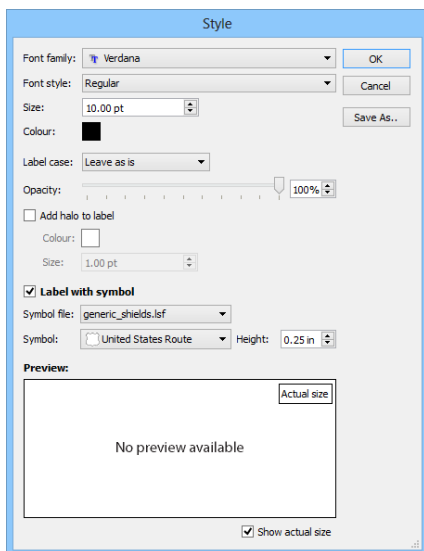 Style
Font family: Verdana
OK
Font style: Regular
Cancel
Size: 10.00 pt
Save As..
Colour:
Label case: Leave as is
Opacity: 100%
Add halo to label
Colour:
Size: 1.00 pt
Label with symbol
Symbol file: generic_shields.lsf
Symbol: United States Route Height: 0.25 in
Preview:
Actual size
No preview available
Show actual size